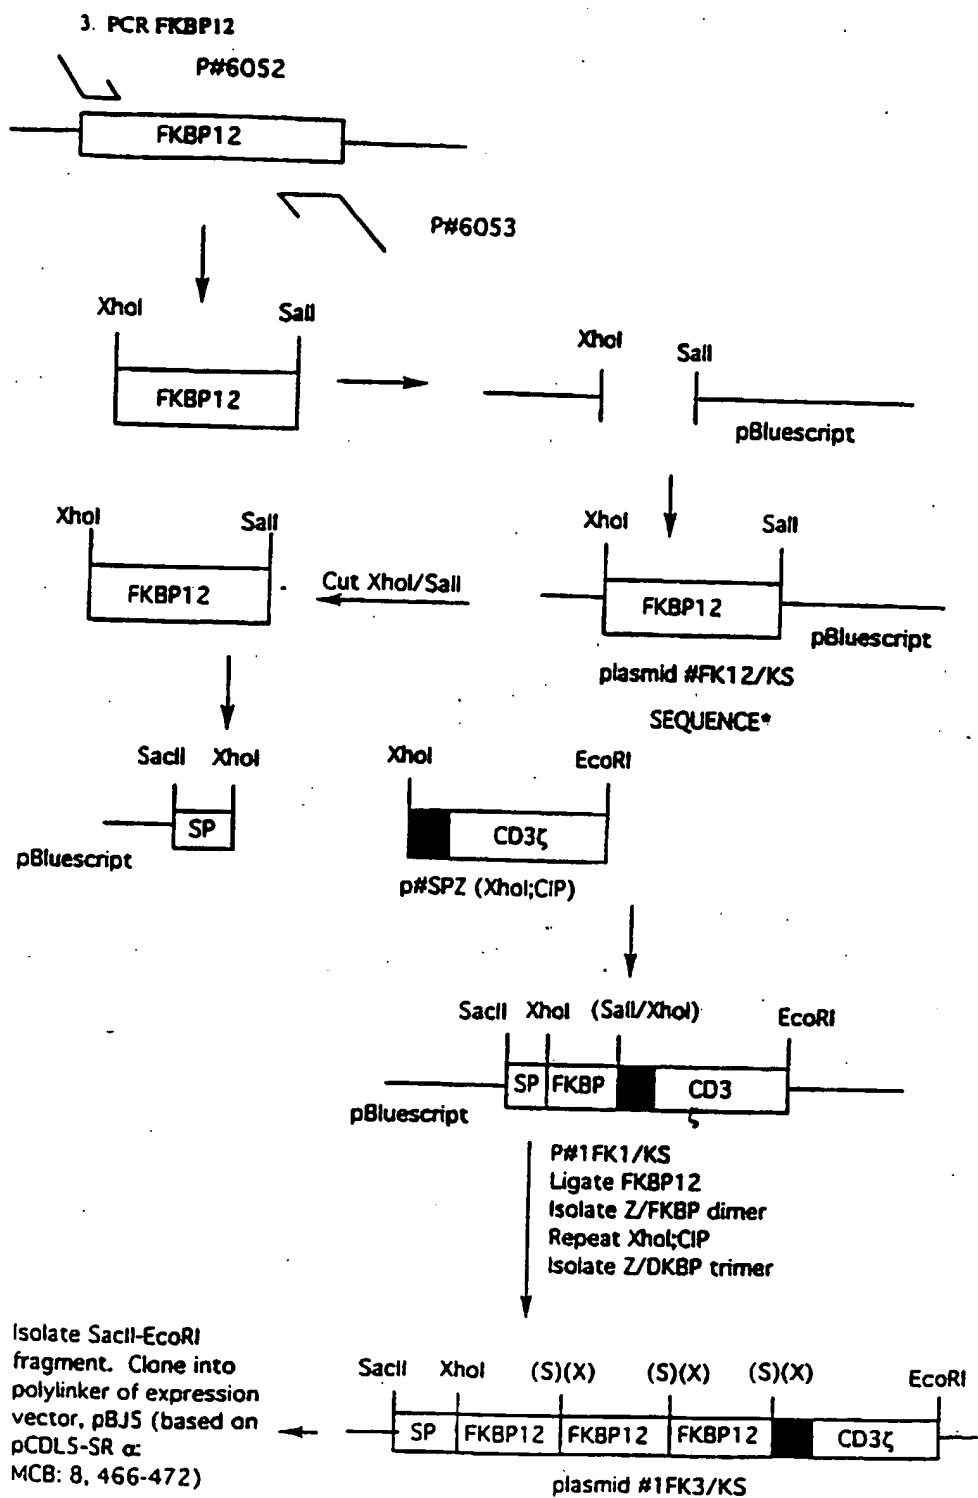 3. PCR FKBP12
P#6052
FKBP12
P#6053
XhoI SalI
FKBP12
XhoI SalI
pBluescript
XhoI SalI
FKBP12
Cut XhoI/SalI
XhoI SalI
FKBP12
pBluescript
plasmid #FK12/KS
SEQUENCE*
SacII XhoI
SP
pBluescript
XhoI EcoRI
CD3ζ
p#SPZ (XhoI;CIP)
SacII XhoI (SalI/XhoI) EcoRI
SP FKBP CD3
ζ
pBluescript
P#1FK1/KS
Ligate FKBP12
Isolate Z/FKBP dimer
Repeat XhoI;CIP
Isolate Z/DKBP trimer
Isolate SacII-EcoRI
fragment. Clone into
polylinker of expression
vector, pBJ5 (based on
pCDL5-SR α:
MCB: 8, 466-472)
SacII XhoI (S)(X) (S)(X) (S)(X) EcoRI
SP FKBP12 FKBP12 FKBP12 CD3ζ
plasmid #1FK3/KS